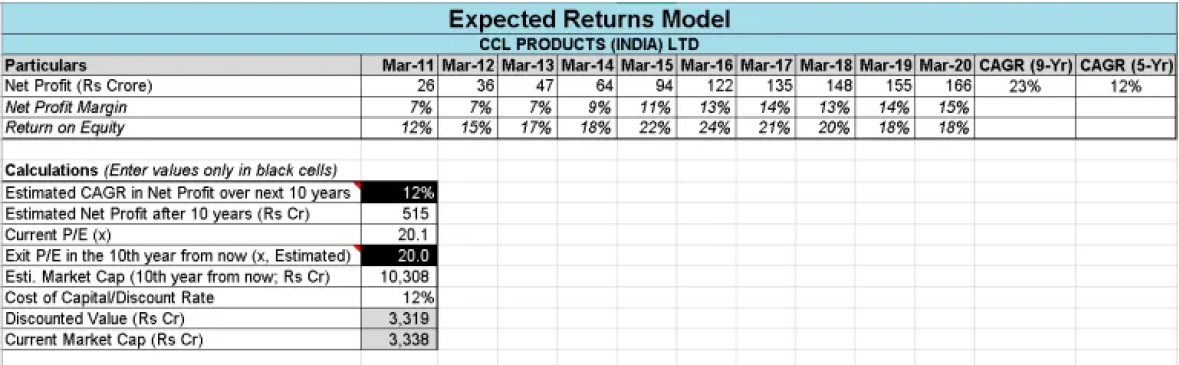 Expected Returns Model
CCL PRODUCTS (INDIA) LTD
Particulars Mar-11 Mar-12 Mar-13 Mar-14 Mar-15 Mar-16 Mar-17 Mar-18 Mar-19 Mar-20 CAGR (9-Yr) CAGR (5-Yr)
Net Profit (Rs Crore) 26 36 47 64 94 122 135 148 155 166 23% 12%
Net Profit Margin 7% 7% 7% 9% 11% 13% 14% 13% 14% 15%
Return on Equity 12% 15% 17% 18% 22% 24% 21% 20% 18% 18%
Calculations (Enter values only in black cells)
Estimated CAGR in Net Profit over next 10 years 12%
Estimated Net Profit after 10 years (Rs Cr) 515
Current P/E (x) 20.1
Exit P/E in the 10th year from now (x, Estimated) 20.0
Esti. Market Cap (10th year from now; Rs Cr) 10,308
Cost of Capital/Discount Rate 12%
Discounted Value (Rs Cr) 3,319
Current Market Cap (Rs Cr) 3,338